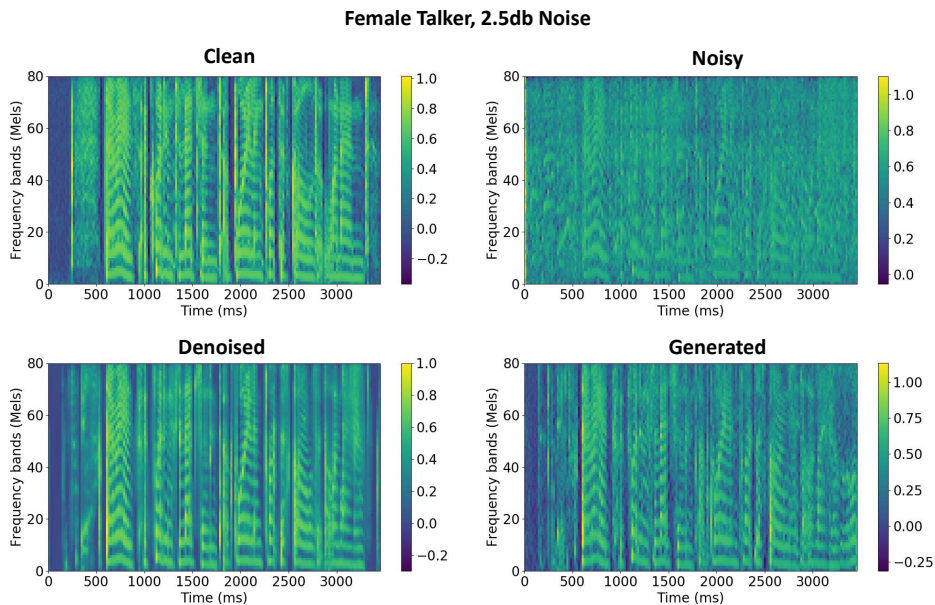 Female Talker, 2.5db Noise
Clean
Frequency bands (Mels)
80
60
40
20
0
0 500 1000 1500 2000 2500 3000
Time (ms)
1.0
0.8
0.6
0.4
0.2
0.0
−0.2
Noisy
Frequency bands (Mels)
80
60
40
20
0
0 500 1000 1500 2000 2500 3000
Time (ms)
1.0
0.8
0.6
0.4
0.2
0.0
Denoised
Frequency bands (Mels)
80
60
40
20
0
0 500 1000 1500 2000 2500 3000
Time (ms)
1.0
0.8
0.6
0.4
0.2
0.0
−0.2
Generated
Frequency bands (Mels)
80
60
40
20
0
0 500 1000 1500 2000 2500 3000
Time (ms)
1.00
0.75
0.50
0.25
0.00
−0.25